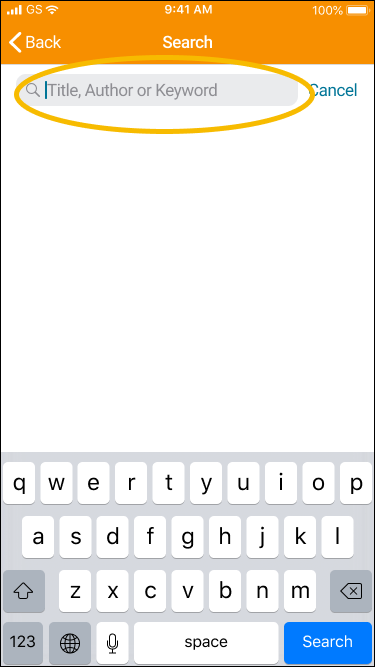 GS 9:41 AM 100%
Back Search
Title, Author or Keyword Cancel
q w e r t y u i o p
a s d f g h j k l
z x c v b n m
123 space Search